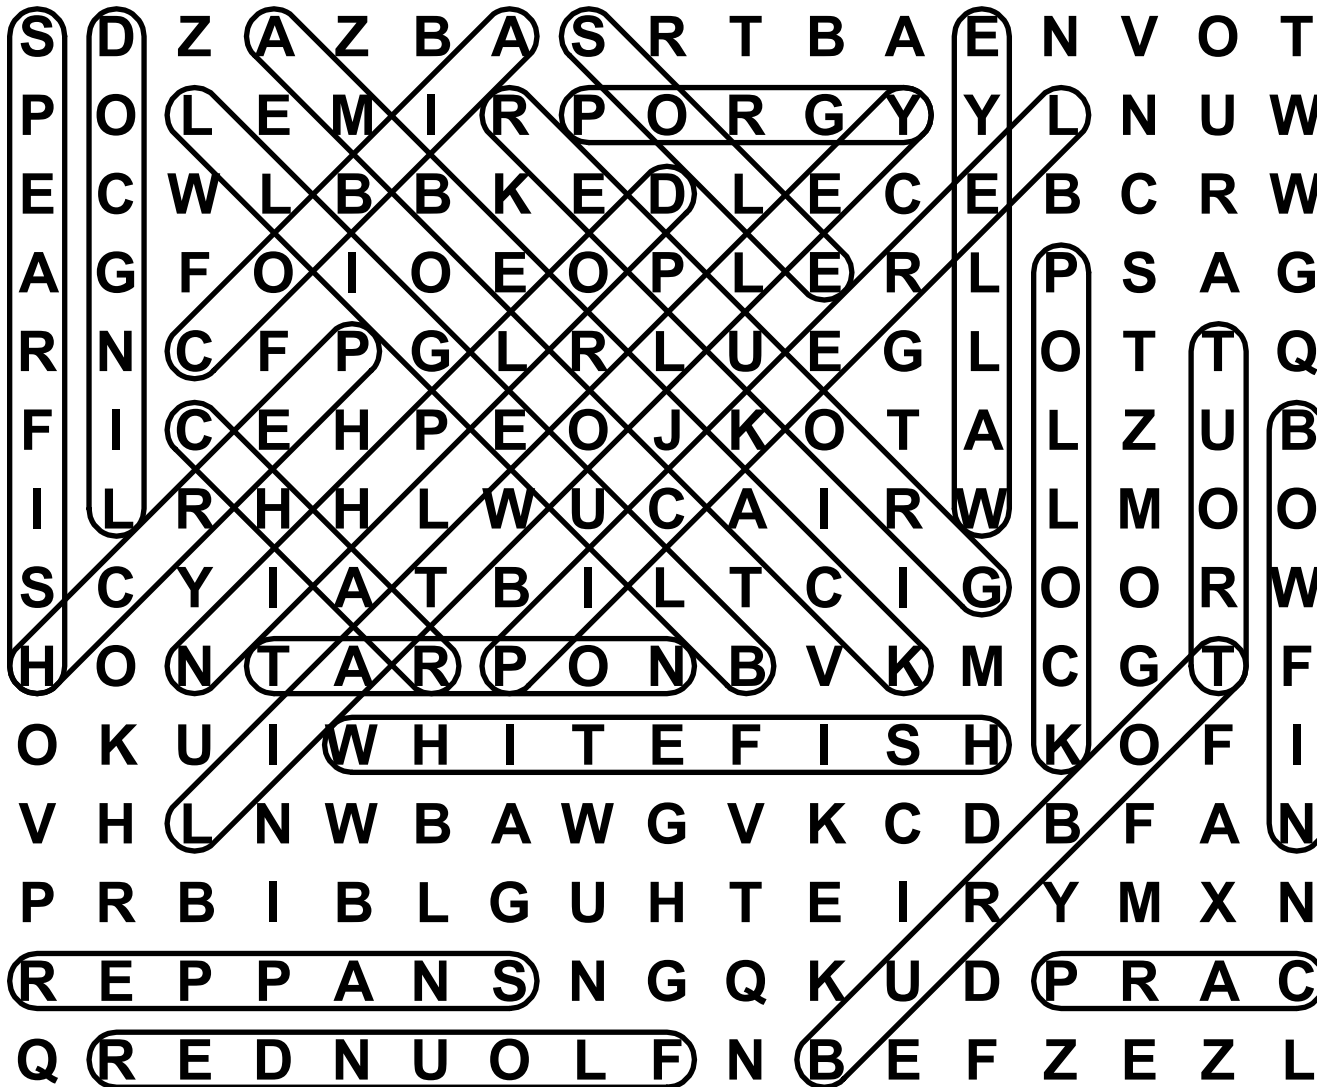 S D Z A Z B A S R T B A E N V O T
P O L E M I R P O R G Y Y L N U W
E C W L B B K E D L E C E B C R W
A G F O I O E O P L E R L P S A G
R N C F P G L R L U E G L O T T Q
F I C E H P E O J K O T A L Z U B
I L R H H L W U C A I R W L M O O
S C Y I A T B I L T C I G O O R W
H O N T A R P O N B V K M C G T F
O K U I W H I T E F I S H K O F I
V H L N W B A W G V K C D B F A N
P R B I B L G U H T E I R Y M X N
R E P P A N S N G Q K U D P R A C
Q R E D N U O L F N B E F Z E Z L